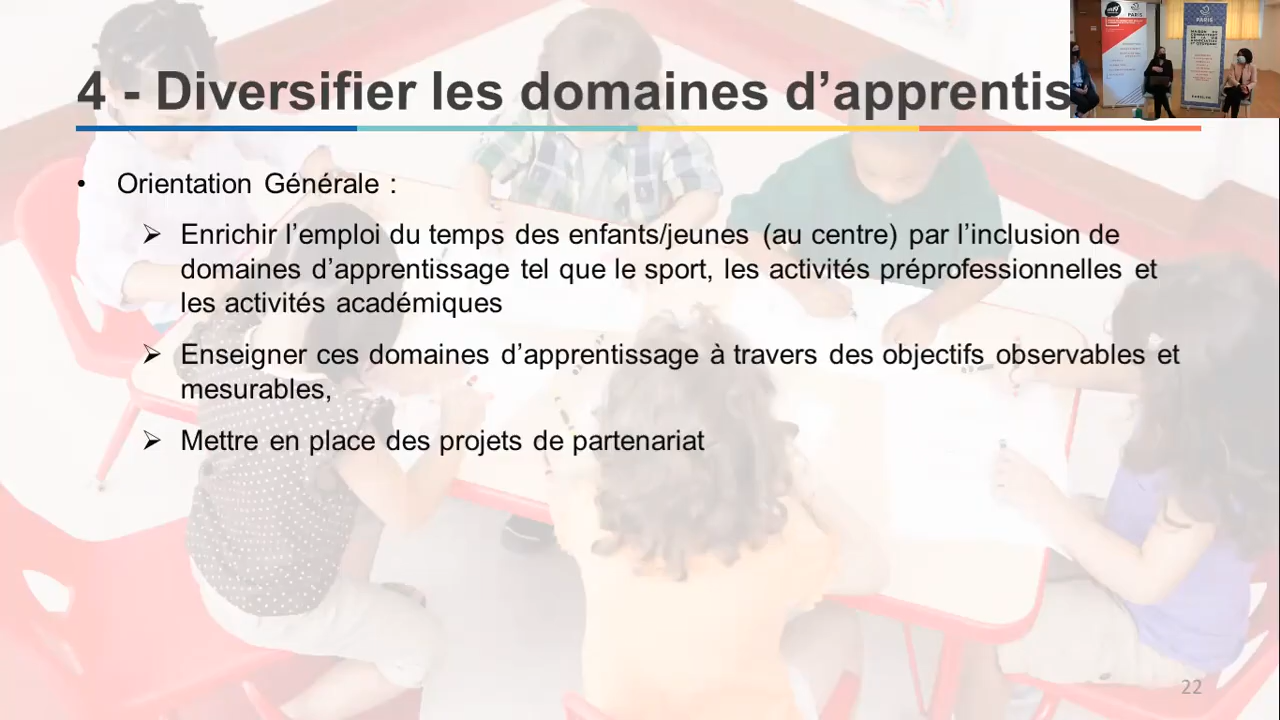 4 - Diversifier les domaines d’apprentis
• Orientation Générale :
➢ Enrichir l’emploi du temps des enfants/jeunes (au centre) par l’inclusion de
domaines d’apprentissage tel que le sport, les activités préprofessionnelles et
les activités académiques
➢ Enseigner ces domaines d’apprentissage à travers des objectifs observables et
mesurables,
➢ Mettre en place des projets de partenariat
22
PARIS
PARIS